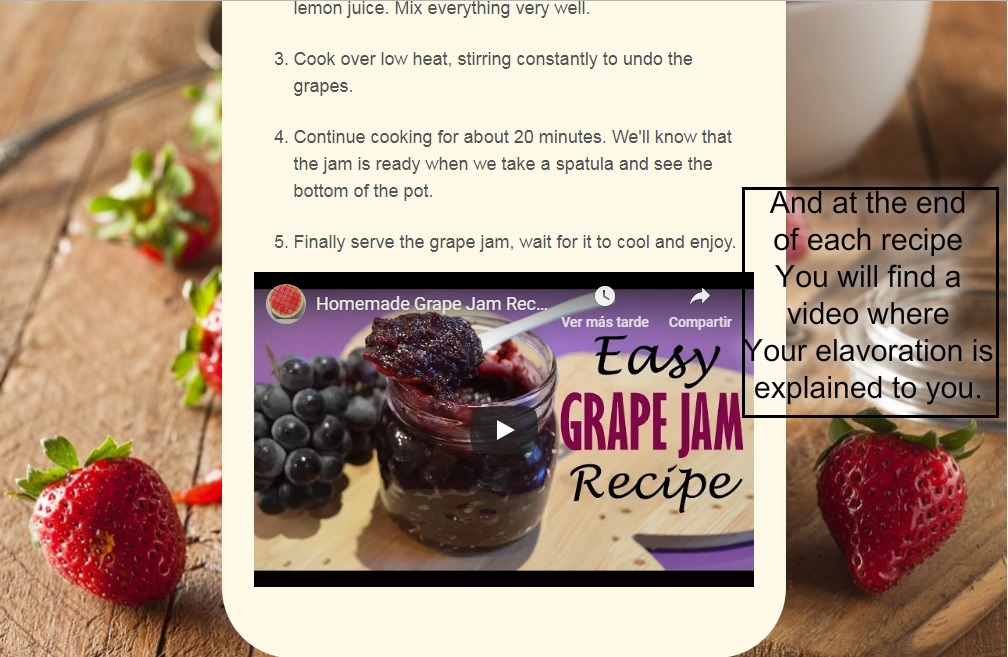 lemon juice. Mix everything very well.
3. Cook over low heat, stirring constantly to undo the
grapes.
4. Continue cooking for about 20 minutes. We'll know that
the jam is ready when we take a spatula and see the
bottom of the pot.
5. Finally serve the grape jam, wait for it to cool and enjoy.
Homemade Grape Jam Rec...
Ver más tarde
Compartir
Easy
GRAPE JAM
Recipe
And at the end
of each recipe
You will find a
video where
Your elavoration is
explained to you.